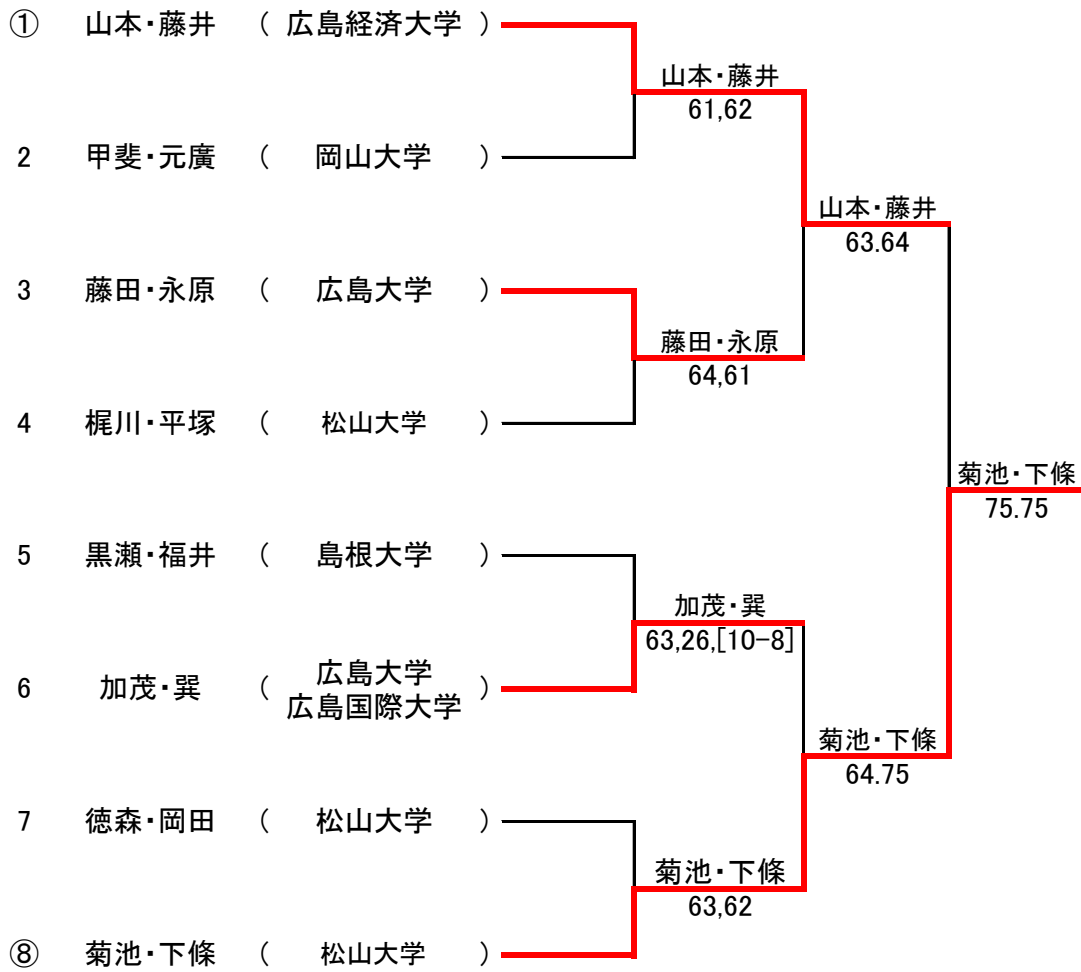 ① 山本・藤井 ( 広島経済大学 )
山本・藤井
61,62
2 甲斐・元廣 ( 岡山大学 )
山本・藤井
63.64
3 藤田・永原 ( 広島大学 )
藤田・永原
64,61
4 梶川・平塚 ( 松山大学 )
菊池・下條
75.75
5 黒瀬・福井 ( 島根大学 )
加茂・巽
63,26,[10-8]
6 加茂・巽 ( 広島大学
広島国際大学 )
菊池・下條
64.75
7 徳森・岡田 ( 松山大学 )
菊池・下條
63,62
⑧ 菊池・下條 ( 松山大学 )